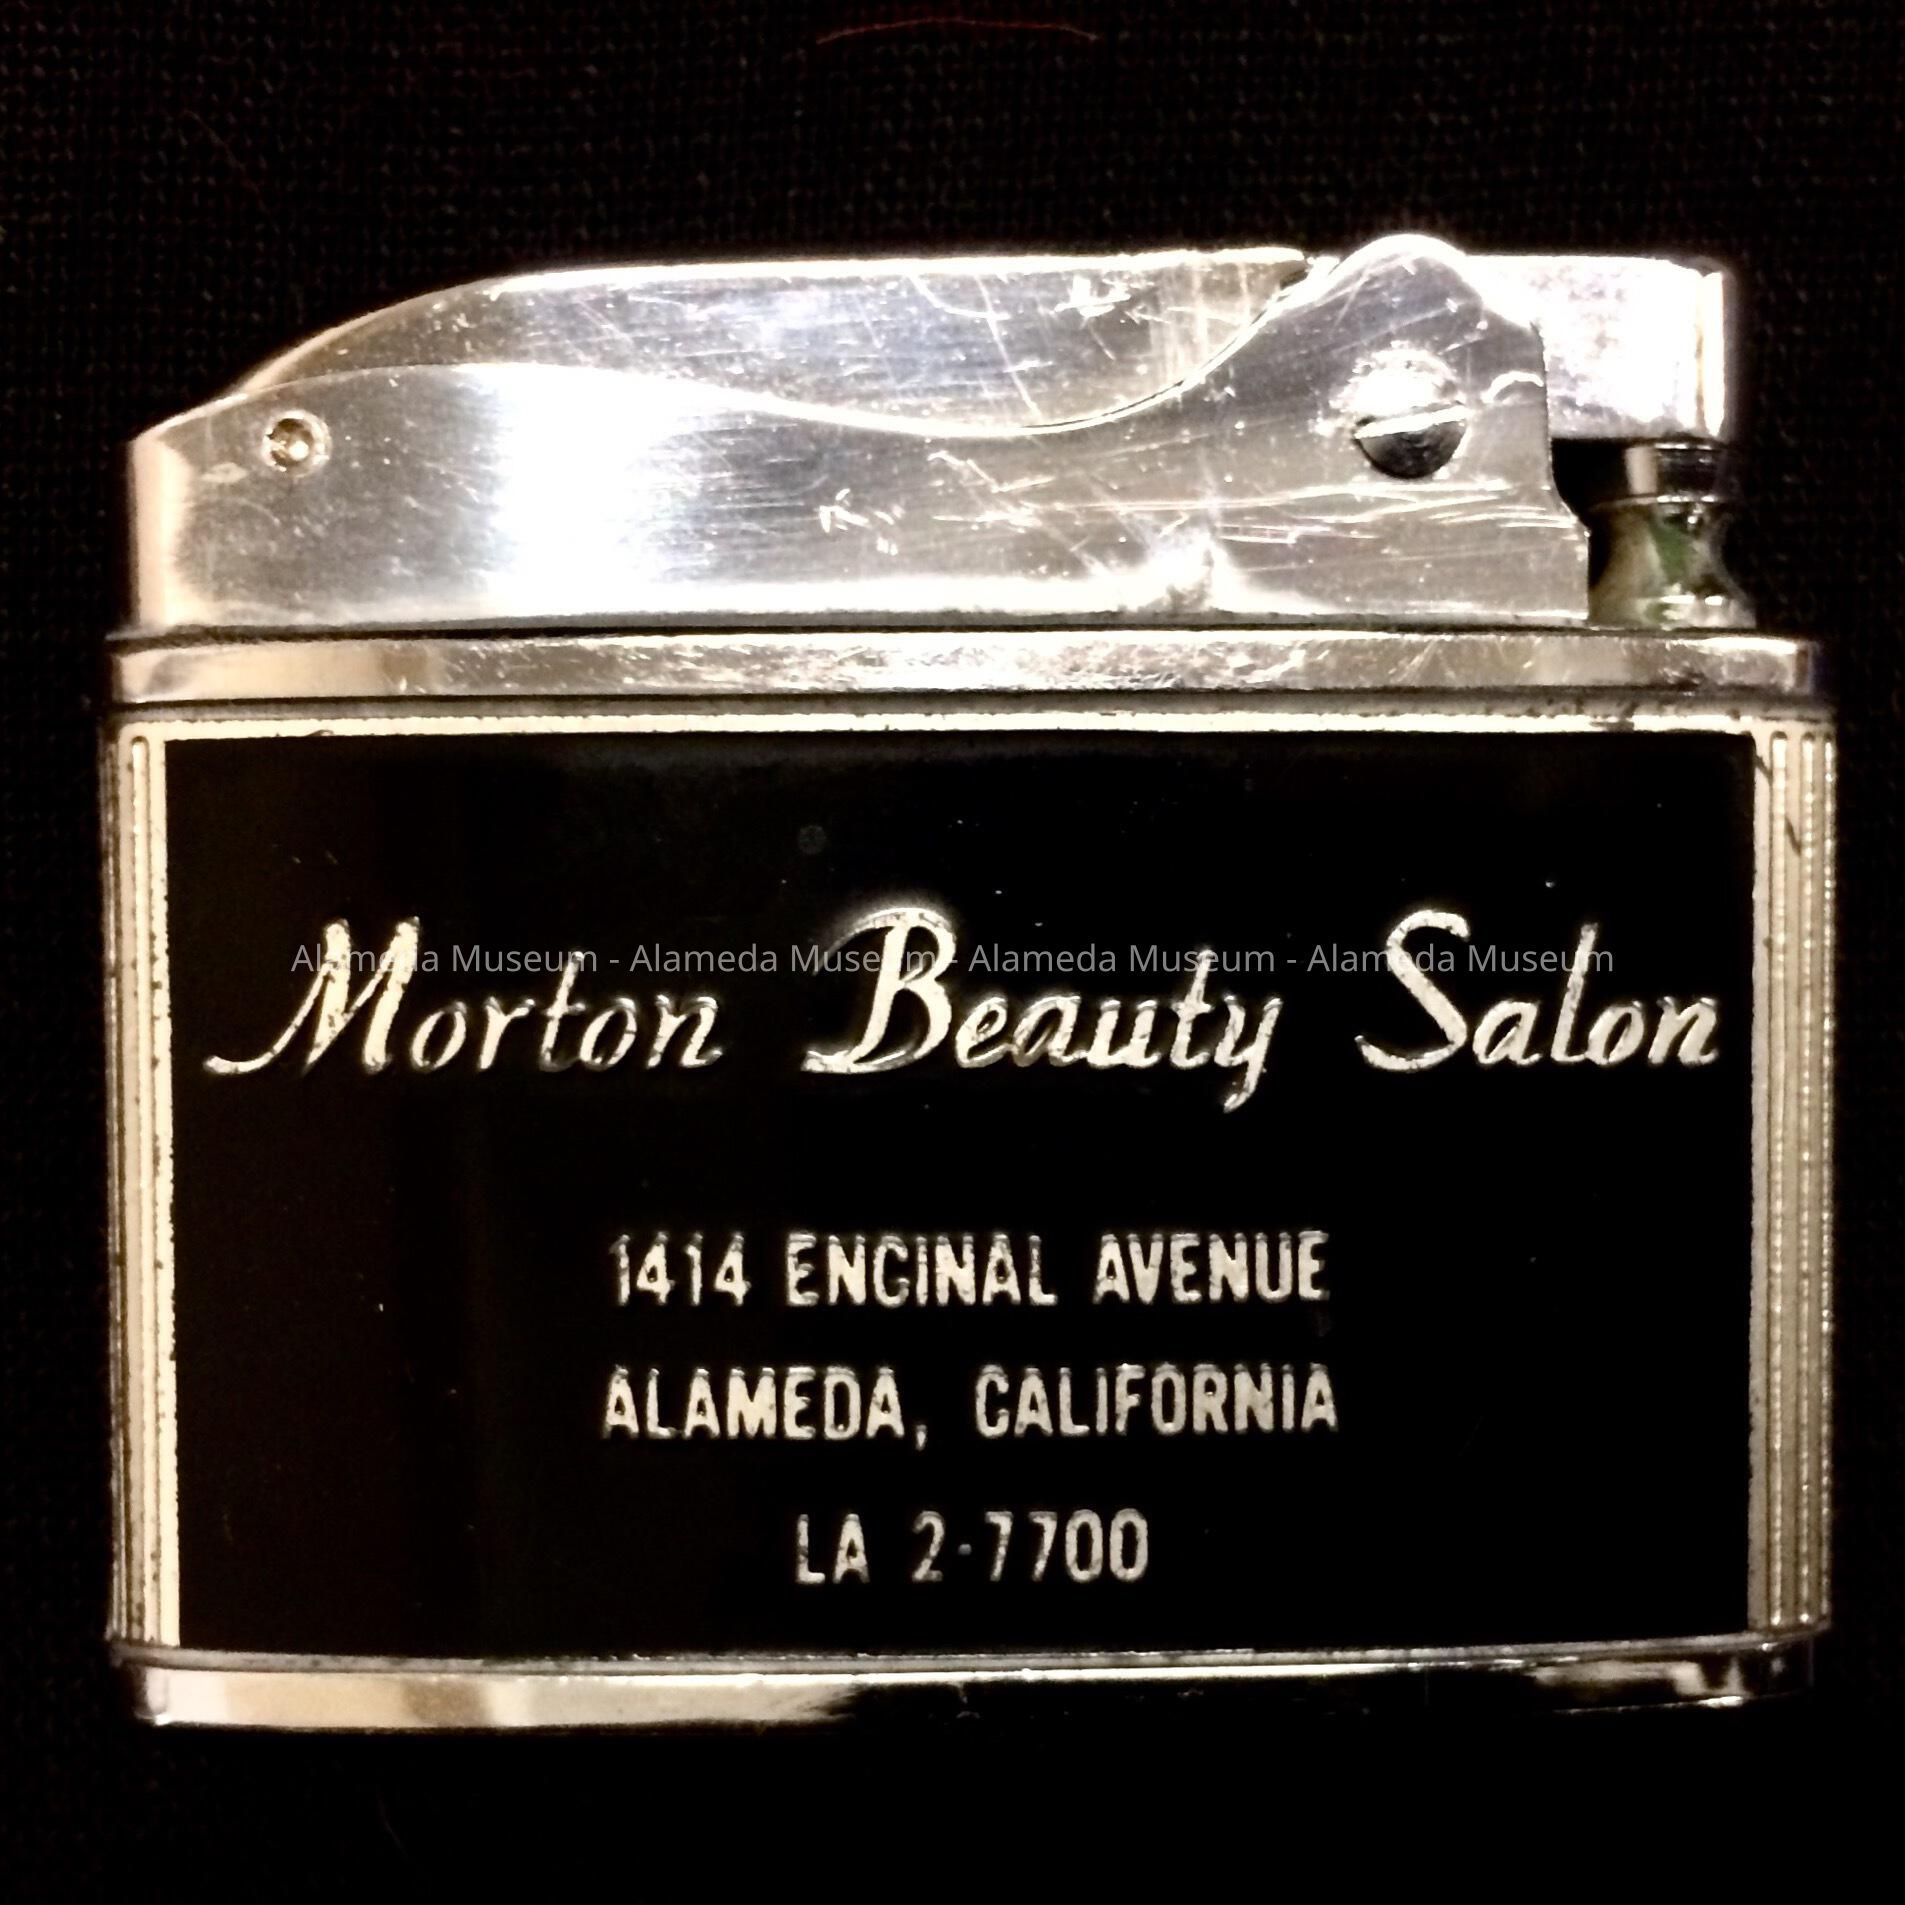 Alameda Museum - Alameda Museum - Alameda Museum - Alameda Museum
Morton Beauty Salon
1414 ENCINAL AVENUE
ALAMEDA, CALIFORNIA
LA 2-7700